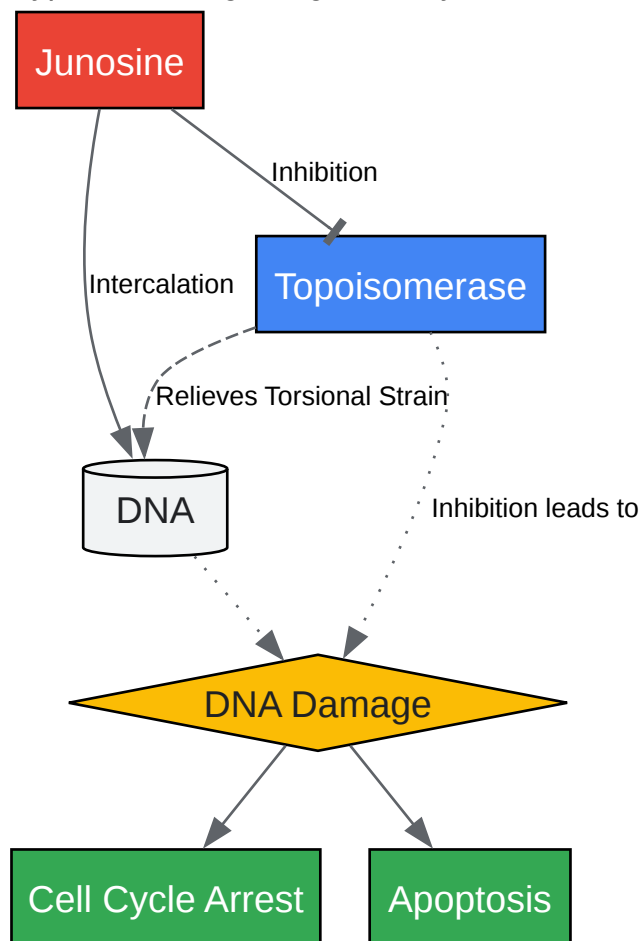 Junosine
Inhibition
Intercalation
Topoisomerase
Relieves Torsional Strain
DNA
Inhibition leads to
DNA Damage
Cell Cycle Arrest
Apoptosis